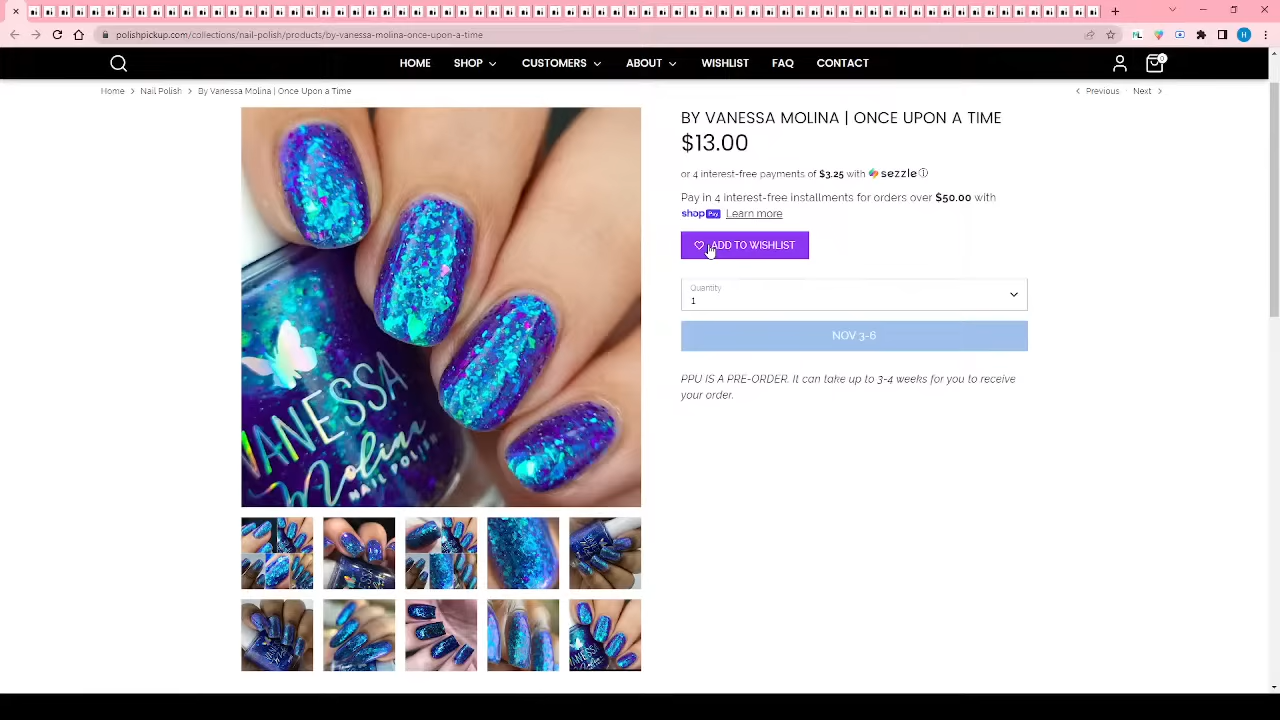 polishpickup.com/collections/nail-polish/products/by-vanessa-molina-once-upon-a-time
H
HOME SHOP CUSTOMERS ABOUT WISHLIST FAQ CONTACT
0
Home > Nail Polish > By Vanessa Molina | Once Upon a Time
< Previous · Next >
BY VANESSA MOLINA | ONCE UPON A TIME
$13.00
or 4 interest-free payments of $3.25 with sezzle ⓘ
Pay in 4 interest-free installments for orders over $50.00 with
shop Pay Learn more
ADD TO WISHLIST
Quantity
1
NOV 3-6
PPU IS A PRE-ORDER. It can take up to 3-4 weeks for you to receive
your order.
VANESSA
Molina
NAIL POLISH